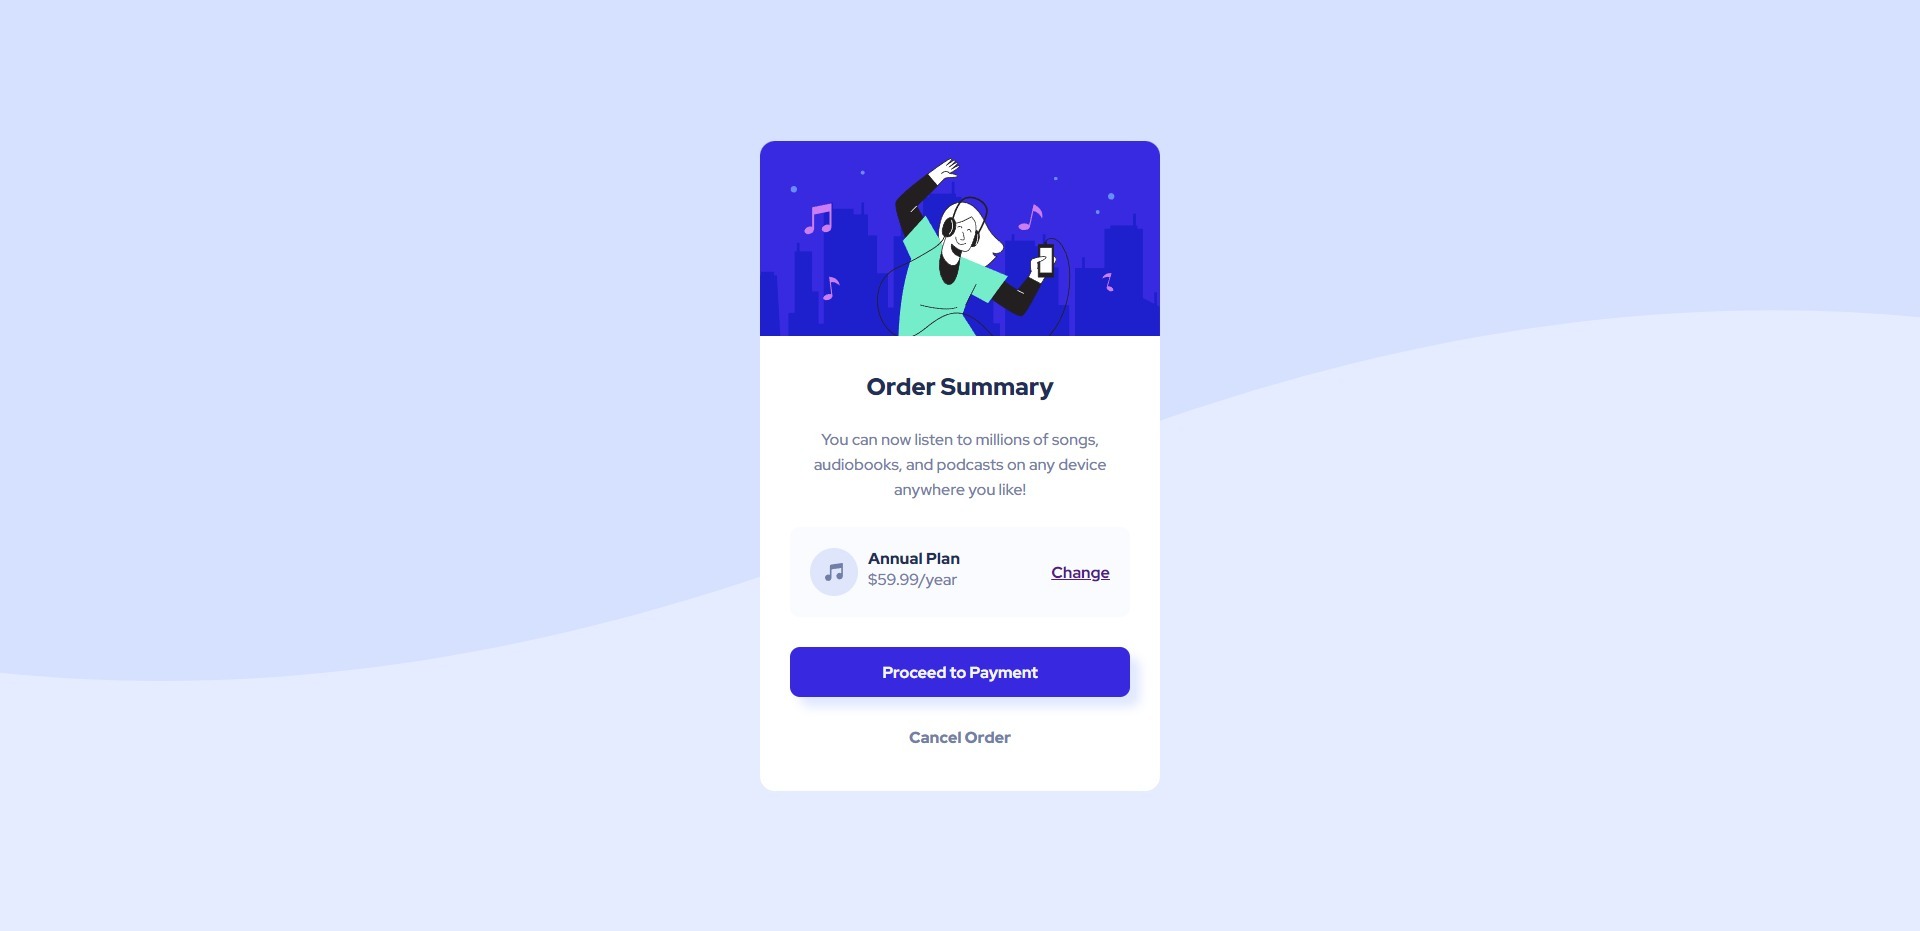 Order Summary
You can now listen to millions of songs,
audiobooks, and podcasts on any device
anywhere you like!
Annual Plan
$59.99/year
Change
Proceed to Payment
Cancel Order